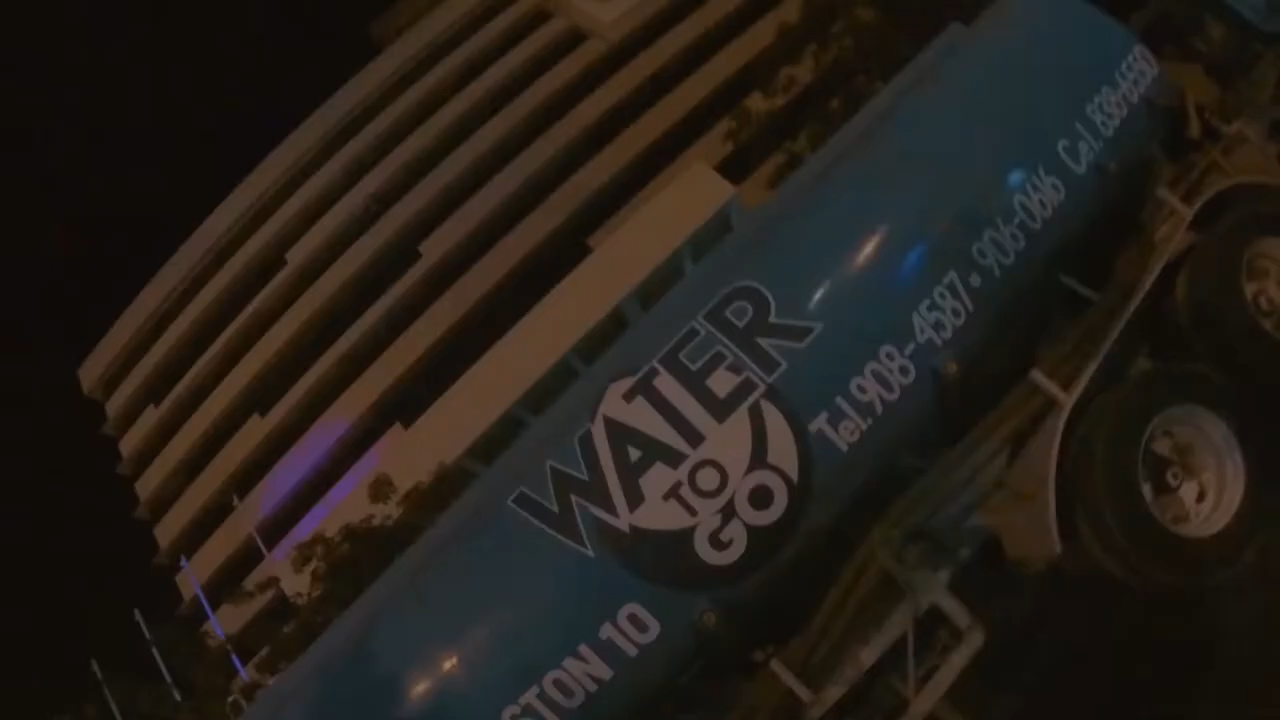 WATER
TO
GO
Tel. 908-4587 • 906-0616 Cel. 838-6550
STON 10